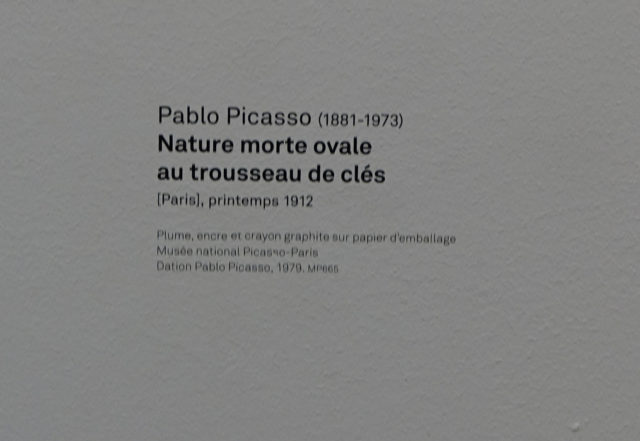 Pablo Picasso (1881-1973)
Nature morte ovale
au trousseau de clés
[Paris], printemps 1912
Plume, encre et crayon graphite sur papier d'emballage
Musée national Picasso-Paris
Dation Pablo Picasso, 1979.